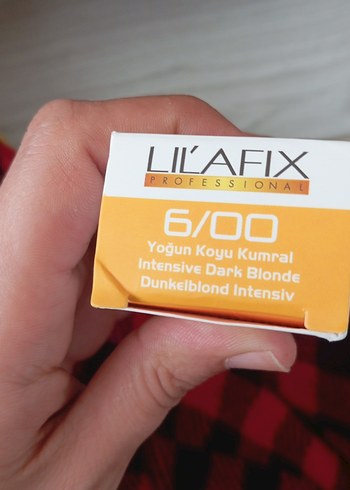 LIL'AFIX
PROFESSIONAL
6/00
Yoğun Koyu Kumral
Intensive Dark Blonde
Dunkelblond Intensiv